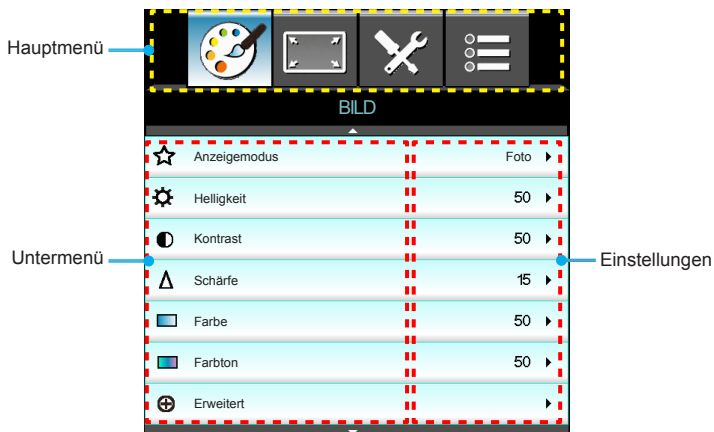 Hauptmenü
BILD
Anzeigemodus Foto
Helligkeit 50
Kontrast 50
Untermenü
Einstellungen
Schärfe 15
Farbe 50
Farbton 50
Erweitert